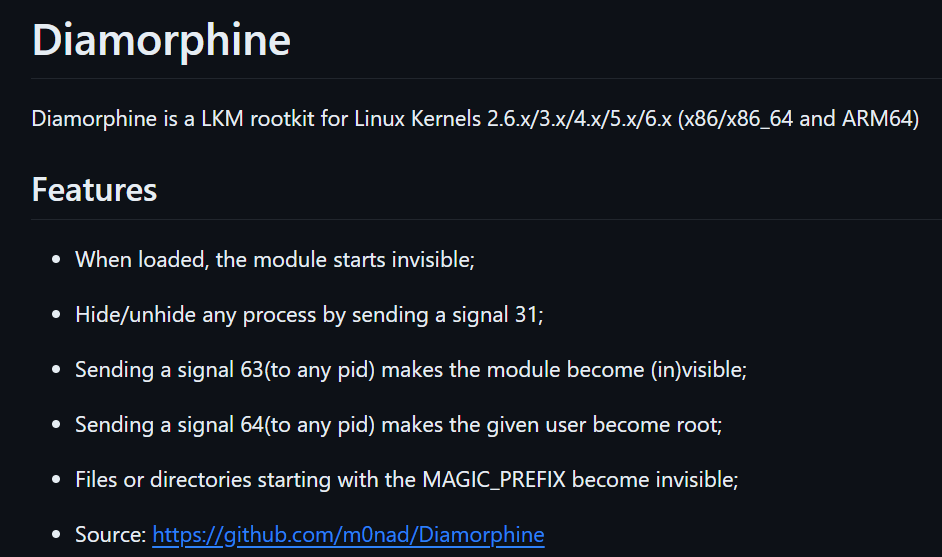 Diamorphine
Diamorphine is a LKM rootkit for Linux Kernels 2.6.x/3.x/4.x/5.x/6.x (x86/x86_64 and ARM64)
Features
• When loaded, the module starts invisible;
• Hide/unhide any process by sending a signal 31;
• Sending a signal 63(to any pid) makes the module become (in)visible;
• Sending a signal 64(to any pid) makes the given user become root;
• Files or directories starting with the MAGIC_PREFIX become invisible;
• Source: https://github.com/m0nad/Diamorphine